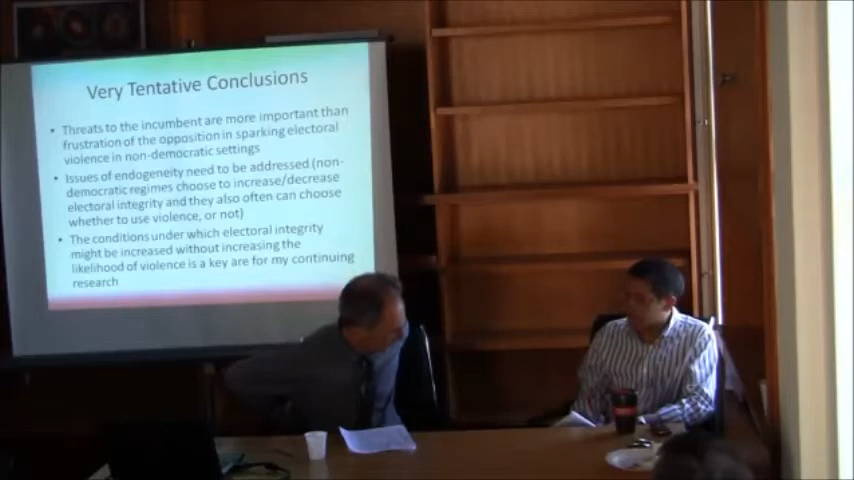 Very Tentative Conclusions
• Threats to the incumbent are more important than
frustration of the opposition in sparking electoral
violence in non-democratic settings
• Issues of endogeneity need to be addressed (non-
democratic regimes choose to increase/decrease
electoral integrity and they also often can choose
whether to use violence, or not)
• The conditions under which electoral integrity
might be increased without increasing the
likelihood of violence is a key are for my continuing
research